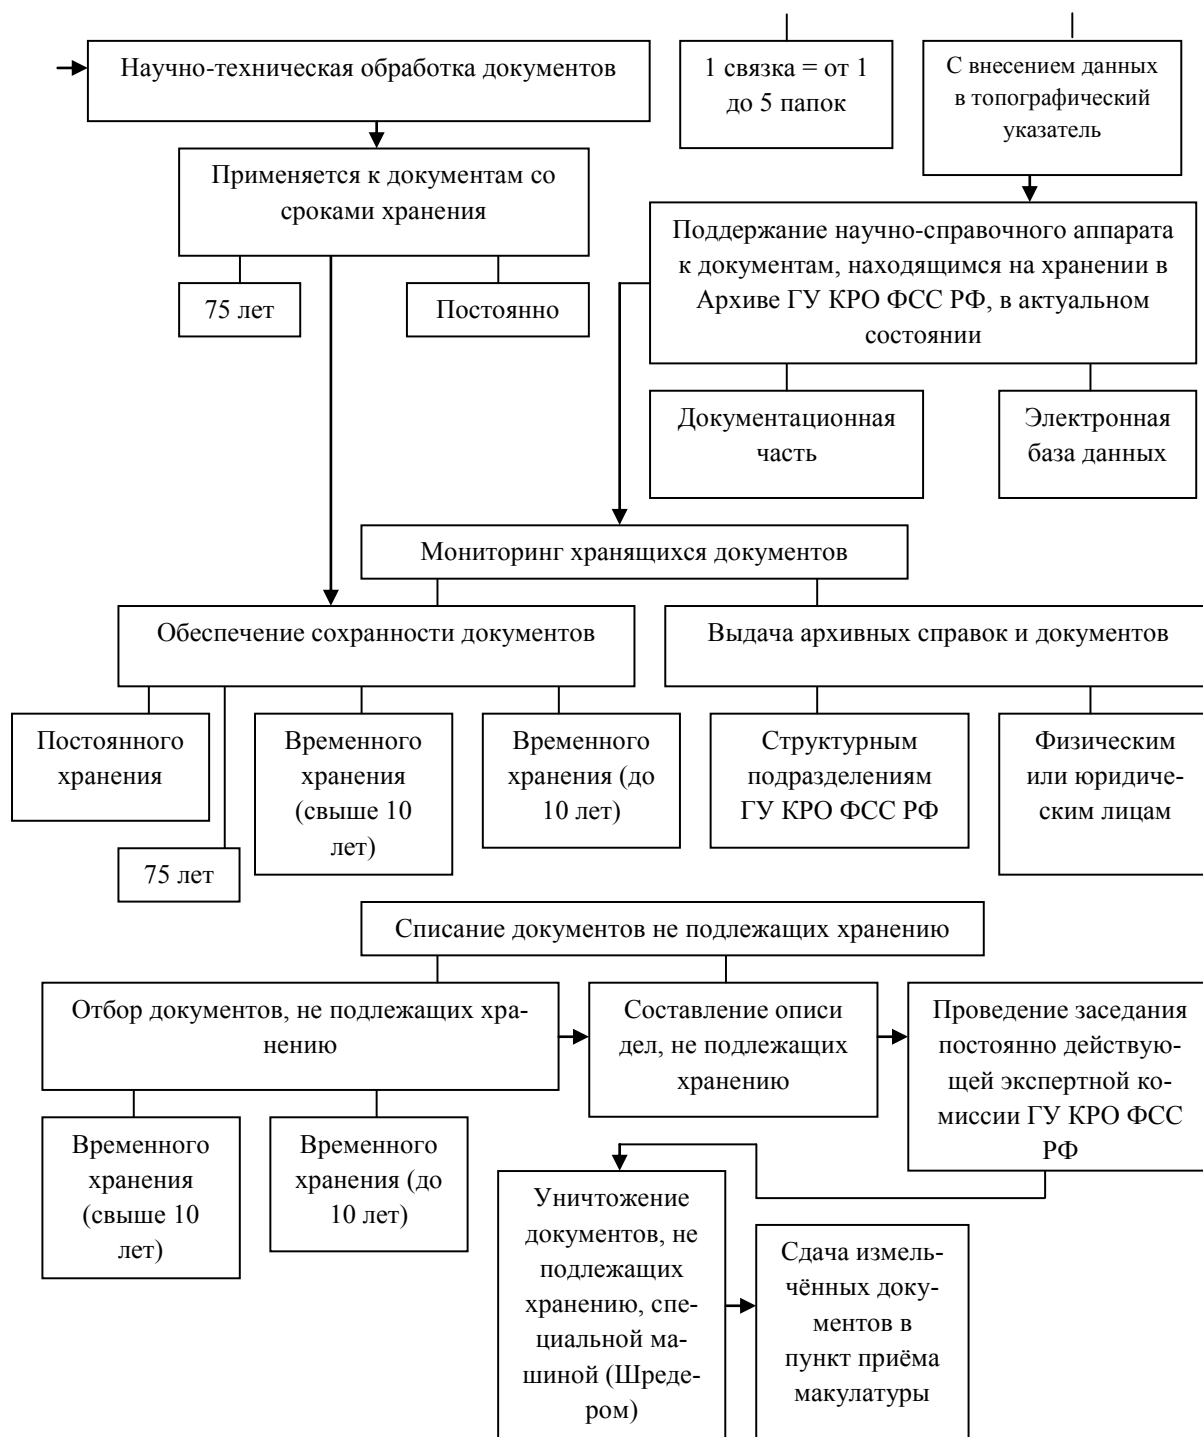 Научно-техническая обработка документов
1 связка = от 1
до 5 папок
С внесением данных
в топографический
указатель
Применяется к документам со
сроками хранения
75 лет
Постоянно
Поддержание научно-справочного аппарата
к документам, находящимся на хранении в
Архиве ГУ КРО ФСС РФ, в актуальном
состоянии
Документационная
часть
Электронная
база данных
Мониторинг хранящихся документов
Обеспечение сохранности документов
Выдача архивных справок и документов
Постоянного
хранения
75 лет
Временного
хранения
(свыше 10
лет)
Временного
хранения (до
10 лет)
Структурным
подразделениям
ГУ КРО ФСС РФ
Физическим
или юридиче-
ским лицам
Списание документов не подлежащих хранению
Отбор документов, не подлежащих хра-
нению
Составление описи
дел, не подлежащих
хранению
Проведение заседания
постоянно действую-
щей экспертной ко-
миссии ГУ КРО ФСС
РФ
Временного
хранения
(свыше 10
лет)
Временного
хранения (до
10 лет)
Уничтожение
документов, не
подлежащих
хранению, спе-
циальной ма-
шиной (Шреде-
ром)
Сдача измель-
чённых доку-
ментов в
пункт приёма
макулатуры